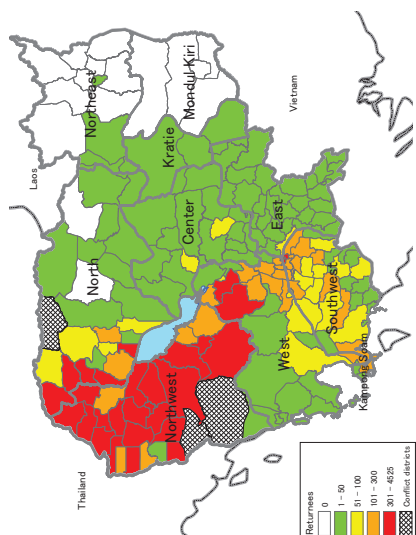 Laos
Thailand
Vietnam
Northeast
Mondul Kiri
Kratie
North
Center
East
Northwest
West
Southwest
Kampong Soam
Returnees
0
1 – 50
51 - 100
101 - 300
301 - 4525
Conflict districts